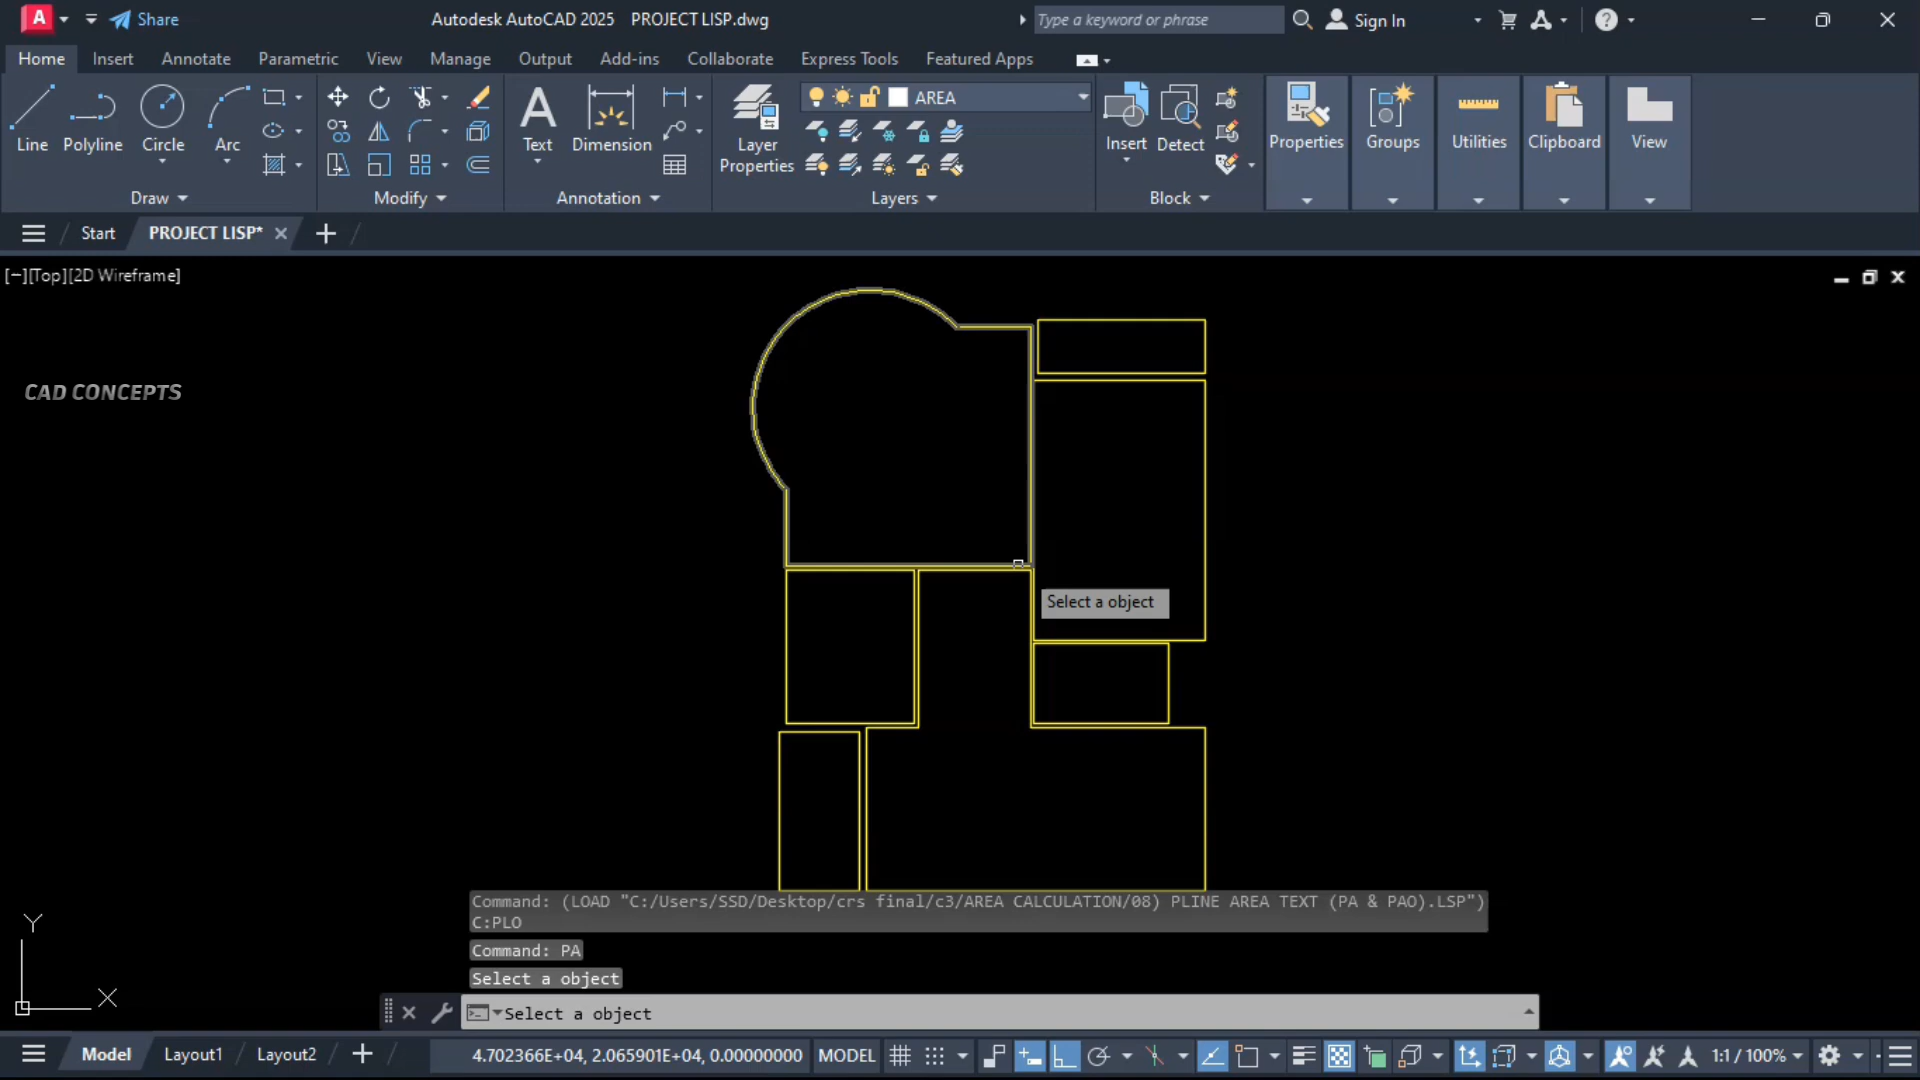 A Share Autodesk AutoCAD 2025 PROJECT LISP.dwg Type a keyword or phrase Sign In ?
Home Insert Annotate Parametric View Manage Output Add-ins Collaborate Express Tools Featured Apps
AREA
Line Polyline Circle Arc
A Text Dimension
Layer Properties
Insert Detect
Properties Groups Utilities Clipboard View
Draw Modify Annotation Layers Block
Start PROJECT LISP*
[−][Top][2D Wireframe]
CAD CONCEPTS
Select a object
Command: (LOAD "C:/Users/SSD/Desktop/crs final/c3/AREA CALCULATION/08) PLINE AREA TEXT (PA & PAO).LSP")
C:PLO
Command: PA
Select a object
Y
X
Select a object
Model Layout1 Layout2 4.702366E+04, 2.065901E+04, 0.00000000 MODEL 1:1 / 100%